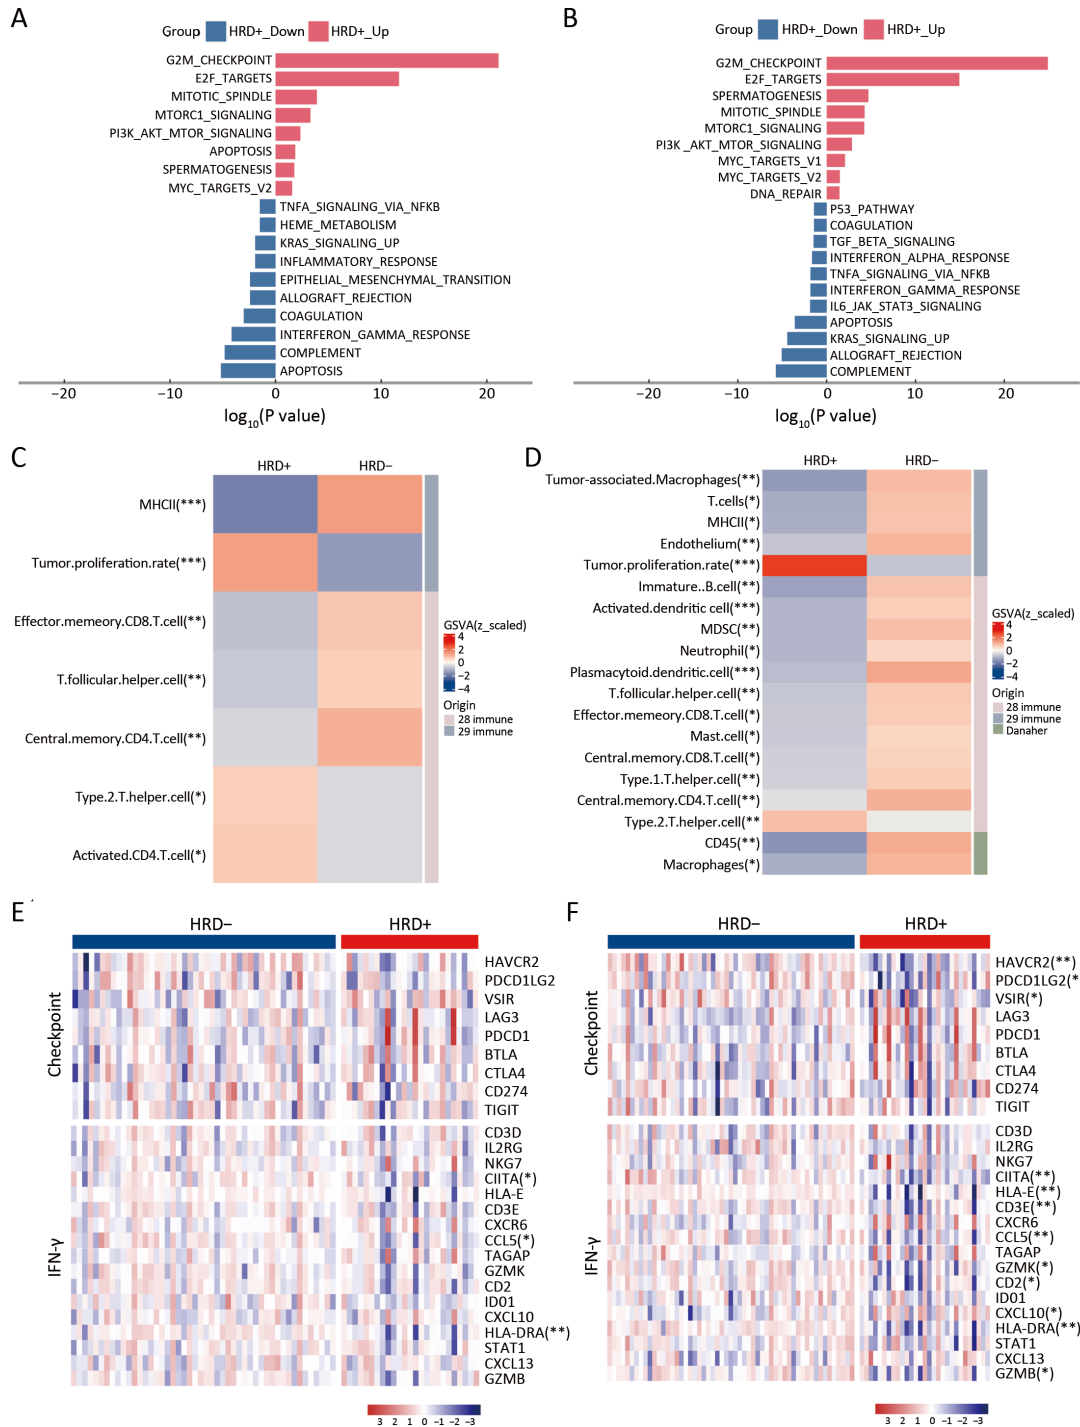 A
Group HRD+_Down HRD+_Up
G2M_CHECKPOINT
E2F_TARGETS
MITOTIC_SPINDLE
MTORC1_SIGNALING
PI3K_AKT_MTOR_SIGNALING
APOPTOSIS
SPERMATOGENESIS
MYC_TARGETS_V2
TNFA_SIGNALING_VIA_NFKB
HEME_METABOLISM
KRAS_SIGNALING_UP
INFLAMMATORY_RESPONSE
EPITHELIAL_MESENCHYMAL_TRANSITION
ALLOGRAFT_REJECTION
COAGULATION
INTERFERON_GAMMA_RESPONSE
COMPLEMENT
APOPTOSIS
−20 −10 0 10 20
log10(P value)
B
Group HRD+_Down HRD+_Up
G2M_CHECKPOINT
E2F_TARGETS
SPERMATOGENESIS
MITOTIC_SPINDLE
MTORC1_SIGNALING
PI3K_AKT_MTOR_SIGNALING
MYC_TARGETS_V1
MYC_TARGETS_V2
DNA_REPAIR
P53_PATHWAY
COAGULATION
TGF_BETA_SIGNALING
INTERFERON_ALPHA_RESPONSE
TNFA_SIGNALING_VIA_NFKB
INTERFERON_GAMMA_RESPONSE
IL6_JAK_STAT3_SIGNALING
APOPTOSIS
KRAS_SIGNALING_UP
ALLOGRAFT_REJECTION
COMPLEMENT
−20 −10 0 10 20
log10(P value)
C
HRD+ HRD−
MHCII(***)
Tumor.proliferation.rate(***)
Effector.memeory.CD8.T.cell(**)
T.follicular.helper.cell(**)
Central.memory.CD4.T.cell(**)
Type.2.T.helper.cell(*)
Activated.CD4.T.cell(*)
GSVA(z_scaled)
4
2
0
−2
−4
Origin
28 immune
29 immune
D
HRD+ HRD−
Tumor-associated.Macrophages(**)
T.cells(*)
MHCII(*)
Endothelium(**)
Tumor.proliferation.rate(***)
Immature..B.cell(**)
Activated.dendritic cell(***)
MDSC(**)
Neutrophil(*)
Plasmacytoid.dendritic.cell(***)
T.follicular.helper.cell(**)
Effector.memeory.CD8.T.cell(*)
Mast.cell(*)
Central.memory.CD8.T.cell(*)
Type.1.T.helper.cell(**)
Central.memory.CD4.T.cell(**)
Type.2.T.helper.cell(**
CD45(**)
Macrophages(*)
GSVA(z_scaled)
4
2
0
−2
−4
Origin
28 immune
29 immune
Danaher
E
HRD− HRD+
Checkpoint
HAVCR2
PDCD1LG2
VSIR
LAG3
PDCD1
BTLA
CTLA4
CD274
TIGIT
IFN-γ
CD3D
IL2RG
NKG7
CIITA(*)
HLA-E
CD3E
CXCR6
CCL5(*)
TAGAP
GZMK
CD2
ID01
CXCL10
HLA-DRA(**)
STAT1
CXCL13
GZMB
3 2 1 0 −1 −2 −3
F
HRD− HRD+
Checkpoint
HAVCR2(**)
PDCD1LG2(*
VSIR(*)
LAG3
PDCD1
BTLA
CTLA4
CD274
TIGIT
IFN-γ
CD3D
IL2RG
NKG7
CIITA(**)
HLA-E(**)
CD3E(**)
CXCR6
CCL5(**)
TAGAP
GZMK(*)
CD2(*)
ID01
CXCL10(*)
HLA-DRA(**)
STAT1
CXCL13
GZMB(*)
3 2 1 0 −1 −2 −3